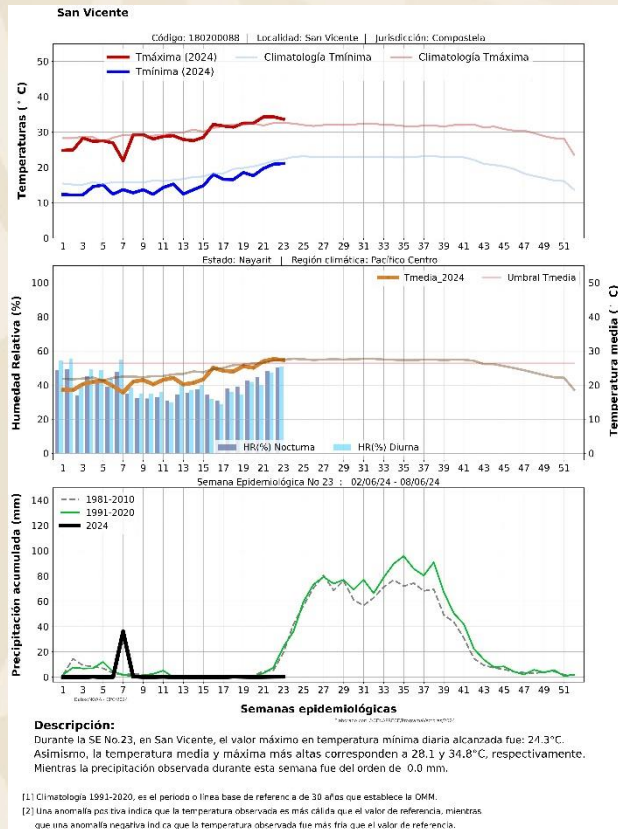 San Vicente
Código: 180200088 | Localidad: San Vicente | Jurisdicción: Compostela
Tmáxima (2024) Climatología Tmínima Climatología Tmáxima
Tmínima (2024)
Temperaturas (° C)
50
40
30
20
10
0
1 3 5 7 9 11 13 15 17 19 21 23 25 27 29 31 33 35 37 39 41 43 45 47 49 51
Estado: Nayarit | Región climática: Pacífico Centro
Tmedia_2024 Umbral Tmedia
Humedad Relativa (%)
Temperatura media (° C)
100 50
80 40
60 30
40 20
20 10
0 0
HR(%) Nocturna HR(%) Diurna
1 3 5 7 9 11 13 15 17 19 21 23 25 27 29 31 33 35 37 39 41 43 45 47 49 51
Semana Epidemiológica No 23 : 02/06/24 - 08/06/24
1981-2010
1991-2020
2024
Precipitación acumulada (mm)
140
120
100
80
60
40
20
0
1 3 5 7 9 11 13 15 17 19 21 23 25 27 29 31 33 35 37 39 41 43 45 47 49 51
Semanas epidemiológicas
Descripción:
Durante la SE No.23, en San Vicente, el valor máximo en temperatura mínima diaria alcanzada fue: 24.3°C.
Asimismo, la temperatura media y máxima más altas corresponden a 28.1 y 34.8°C, respectivamente.
Mientras la precipitación observada durante esta semana fue del orden de 0.0 mm.
[1] Climatología 1991-2020, es el periodo o línea base de referencia de 30 años que establece la OMM.
[2] Una anomalía positiva indica que la temperatura observada es más cálida que el valor de referencia, mientras
que una anomalía negativa indica que la temperatura observada fue más fría que el valor de referencia.